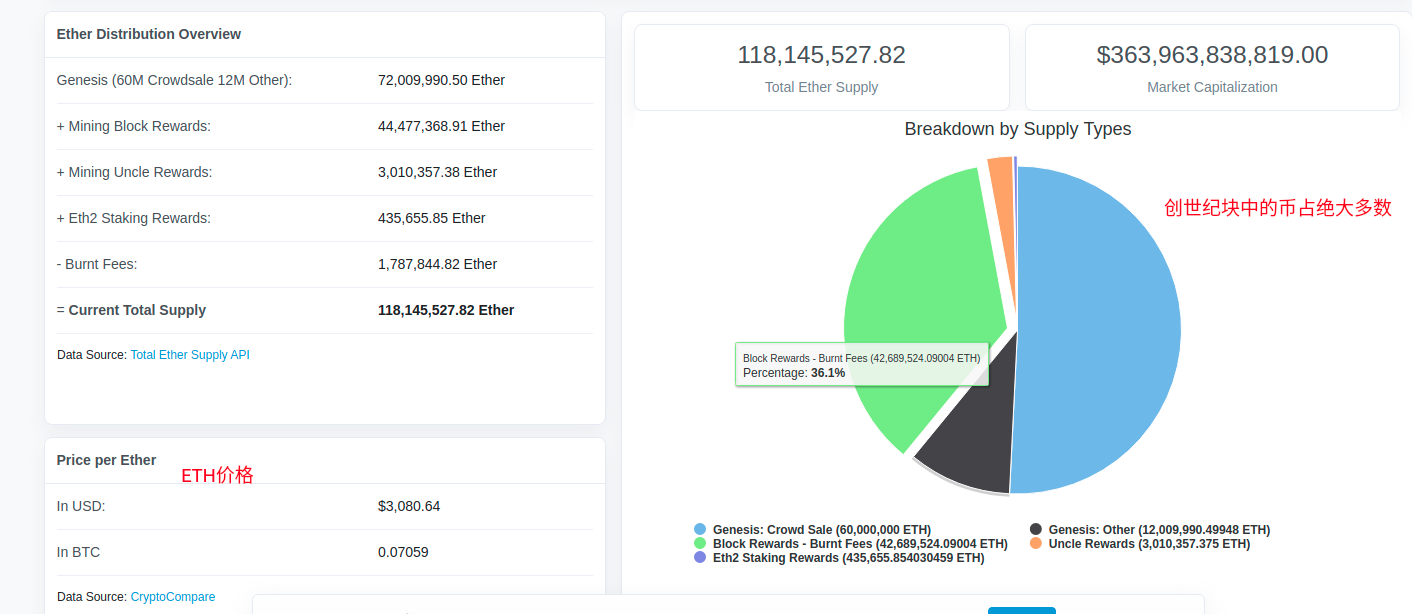 Ether Distribution Overview
Genesis (60M Crowdsale 12M Other): 72,009,990.50 Ether
+ Mining Block Rewards: 44,477,368.91 Ether
+ Mining Uncle Rewards: 3,010,357.38 Ether
+ Eth2 Staking Rewards: 435,655.85 Ether
- Burnt Fees: 1,787,844.82 Ether
= Current Total Supply 118,145,527.82 Ether
Data Source: Total Ether Supply API
Price per Ether
ETH价格
In USD: $3,080.64
In BTC 0.07059
Data Source: CryptoCompare
118,145,527.82
Total Ether Supply
$363,963,838,819.00
Market Capitalization
Breakdown by Supply Types
创世纪块中的币占绝大多数
Block Rewards - Burnt Fees (42,689,524.09004 ETH)
Percentage: 36.1%
Genesis: Crowd Sale (60,000,000 ETH)
Genesis: Other (12,009,990.49948 ETH)
Block Rewards - Burnt Fees (42,689,524.09004 ETH)
Uncle Rewards (3,010,357.375 ETH)
Eth2 Staking Rewards (435,655.854030459 ETH)